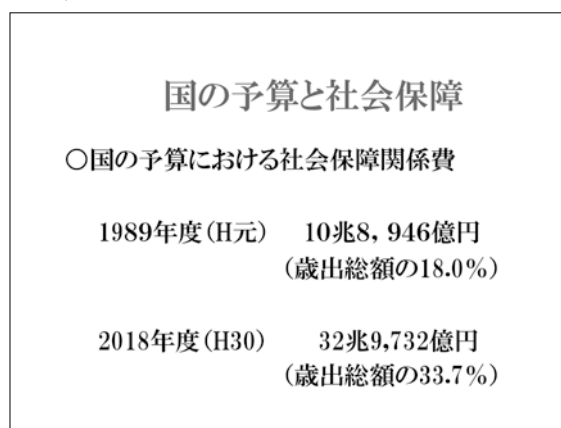 国の予算と社会保障
○国の予算における社会保障関係費
1989年度(H元) 10兆8, 946億円
(歳出総額の18.0%)
2018年度(H30) 32兆9,732億円
(歳出総額の33.7%)